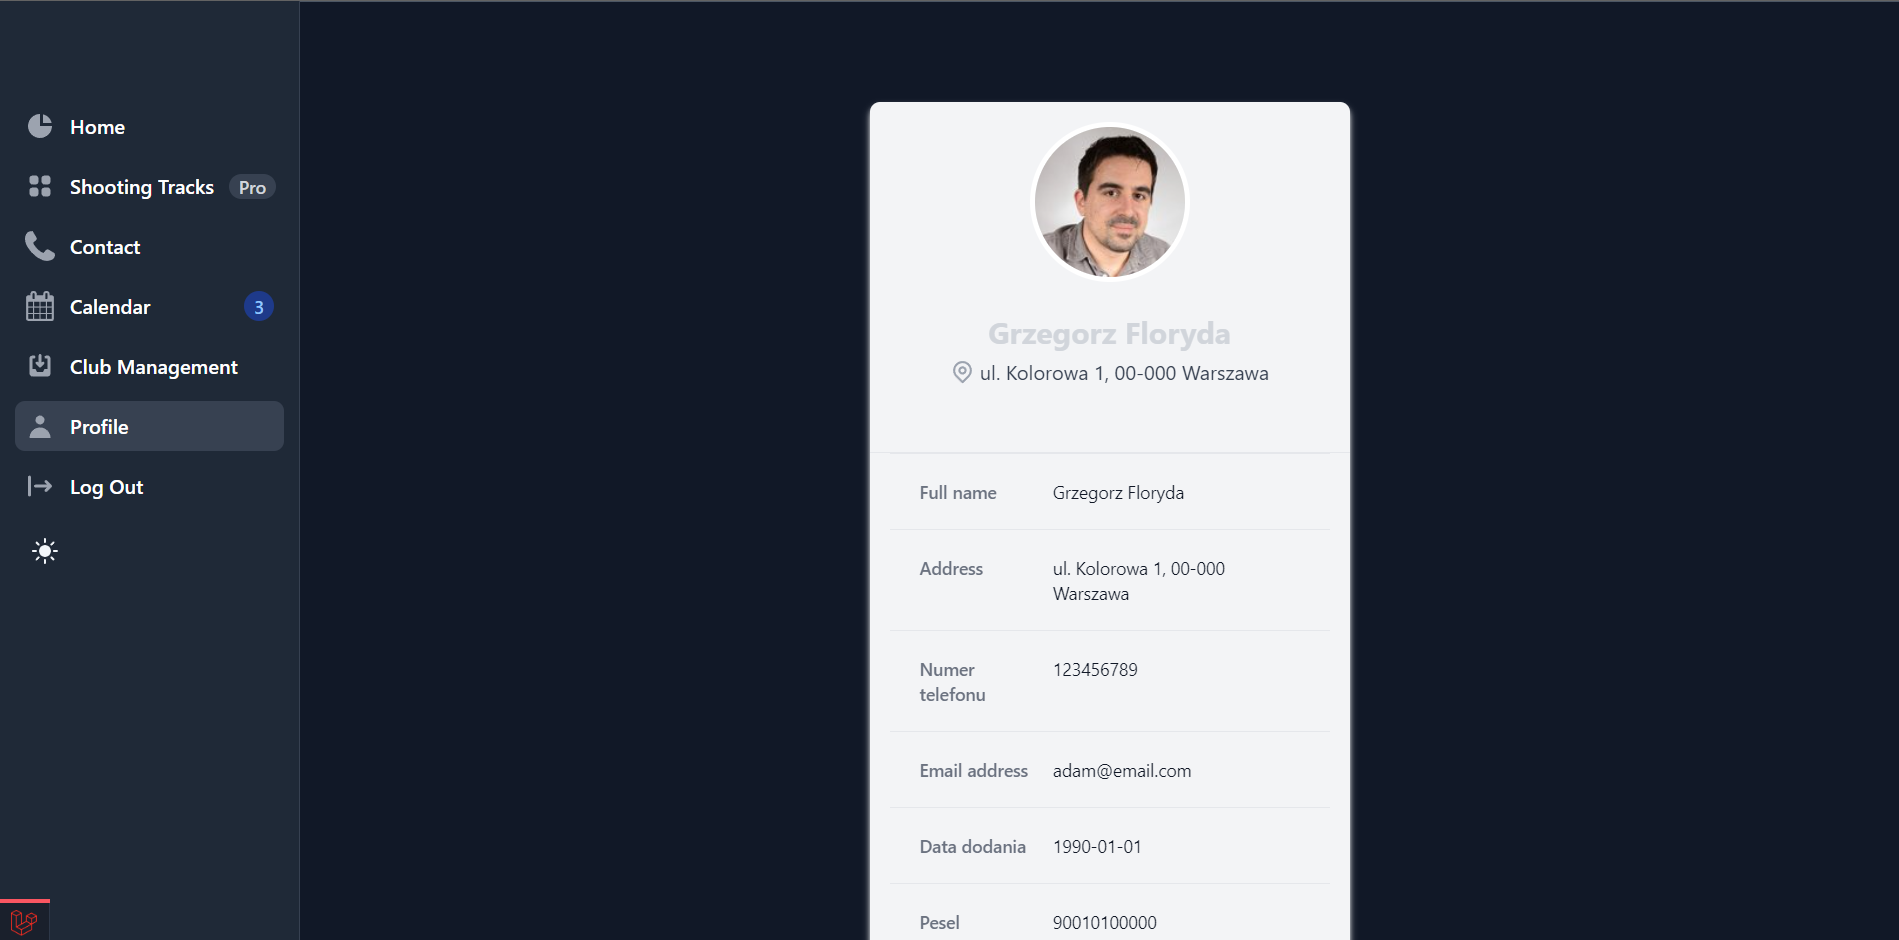 Home
Shooting Tracks Pro
Contact
Calendar 3
Club Management
Profile
Log Out
Grzegorz Floryda
ul. Kolorowa 1, 00-000 Warszawa
Full name Grzegorz Floryda
Address ul. Kolorowa 1, 00-000
Warszawa
Numer 123456789
telefonu
Email address adam@email.com
Data dodania 1990-01-01
Pesel 90010100000